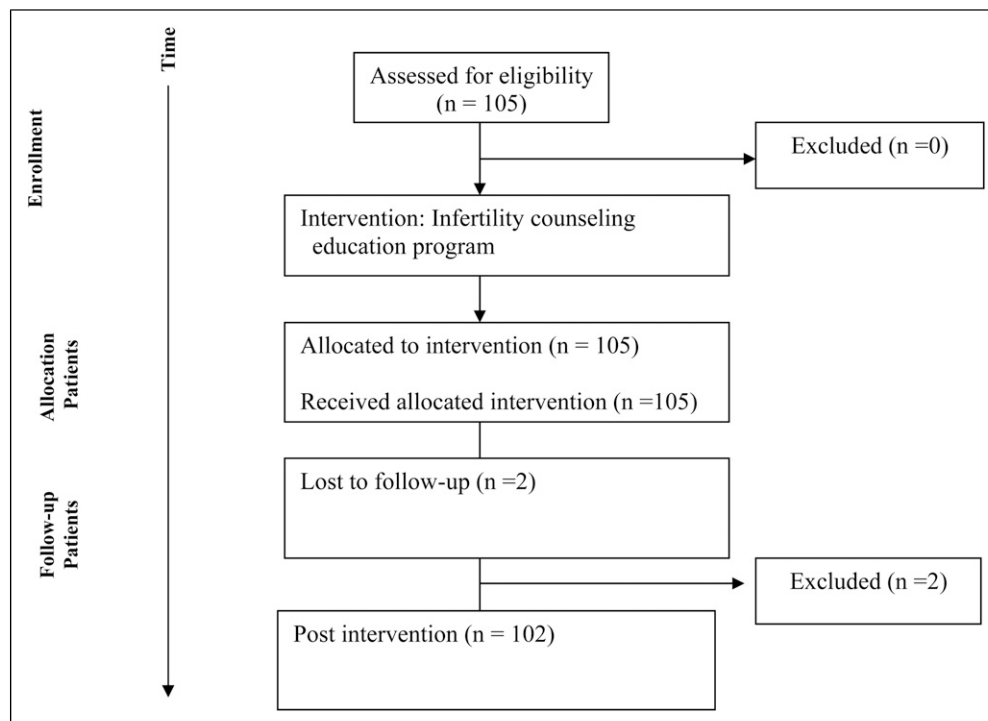 Time
Enrollment
Assessed for eligibility
(n = 105)
Excluded (n =0)
Intervention: Infertility counseling
education program
Allocation
Patients
Allocated to intervention (n = 105)
Received allocated intervention (n =105)
Follow-up
Patients
Lost to follow-up (n =2)
Excluded (n =2)
Post intervention (n = 102)